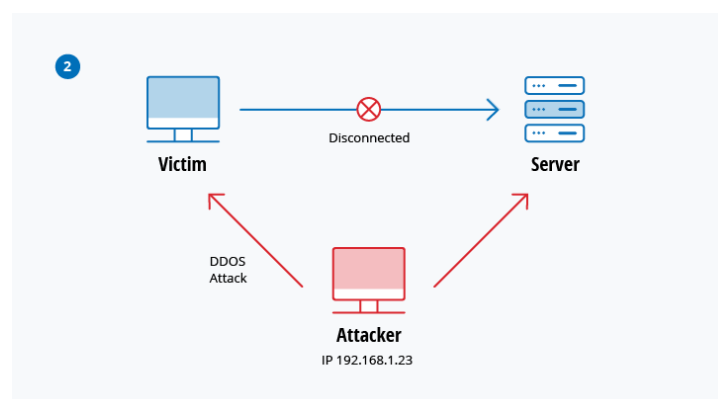 2
Disconnected
Victim
Server
DDOS
Attack
Attacker
IP 192.168.1.23